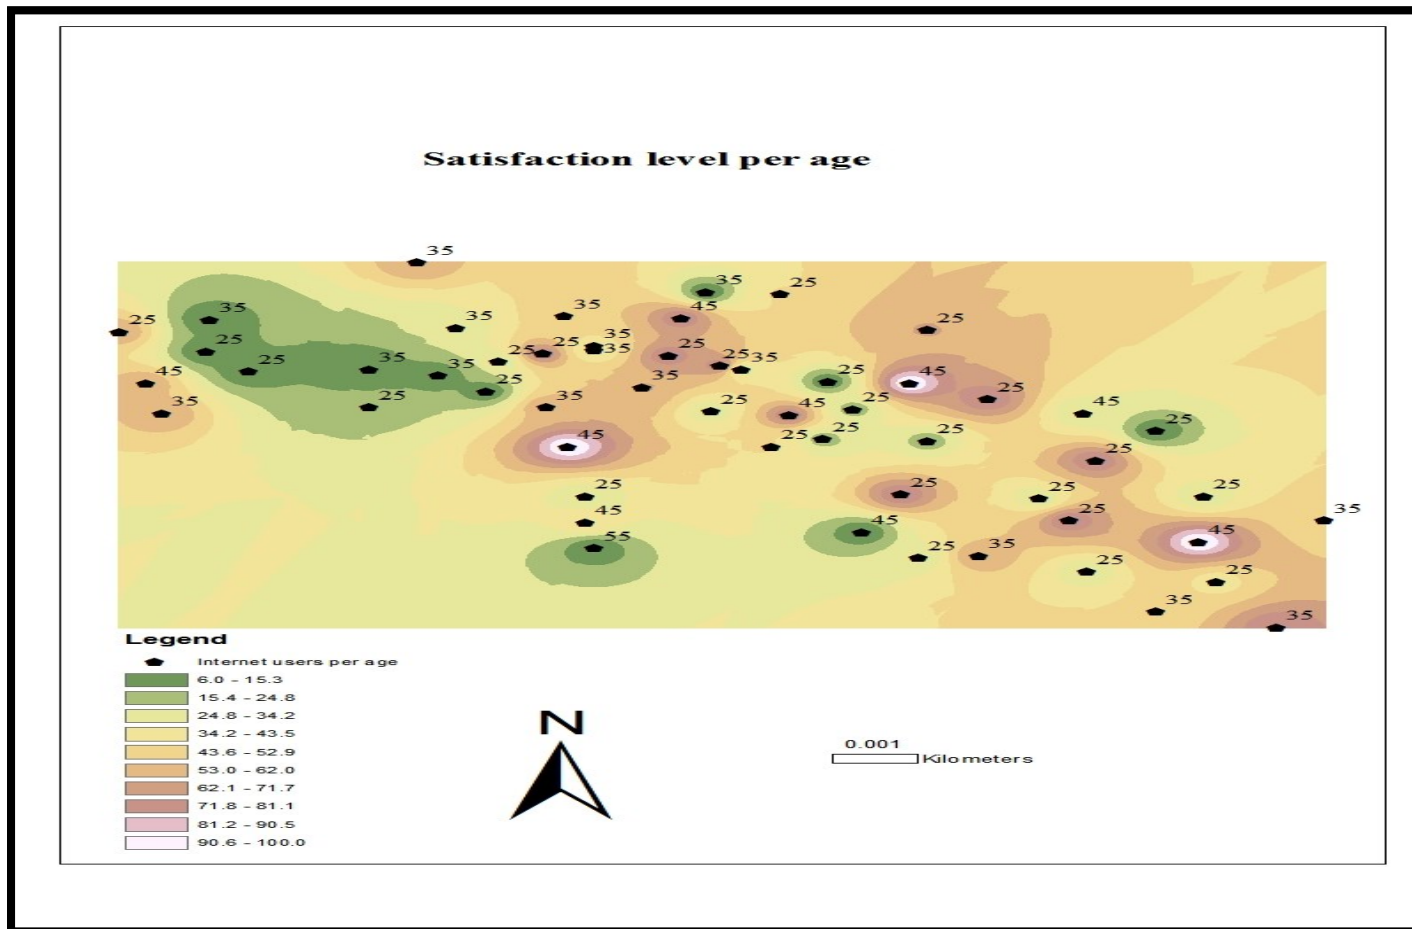 Satisfaction level per age
35
35 25
35 45
25 35 35 25
35
25 25 35 25
35 25 25 35
25 35 25 45 25
45 25
35 35 25 45 25 45
35 25 25
45 25 25 25
25
25 25 25 25
45 25 35
55 45 45
25 35
25 25
35 35
Legend
Internet users per age
6.0 - 15.3
15.4 - 24.8
24.8 - 34.2
34.2 - 43.5
43.6 - 52.9
53.0 - 62.0
62.1 - 71.7
71.8 - 81.1
81.2 - 90.5
90.6 - 100.0
N
0.001
Kilometers